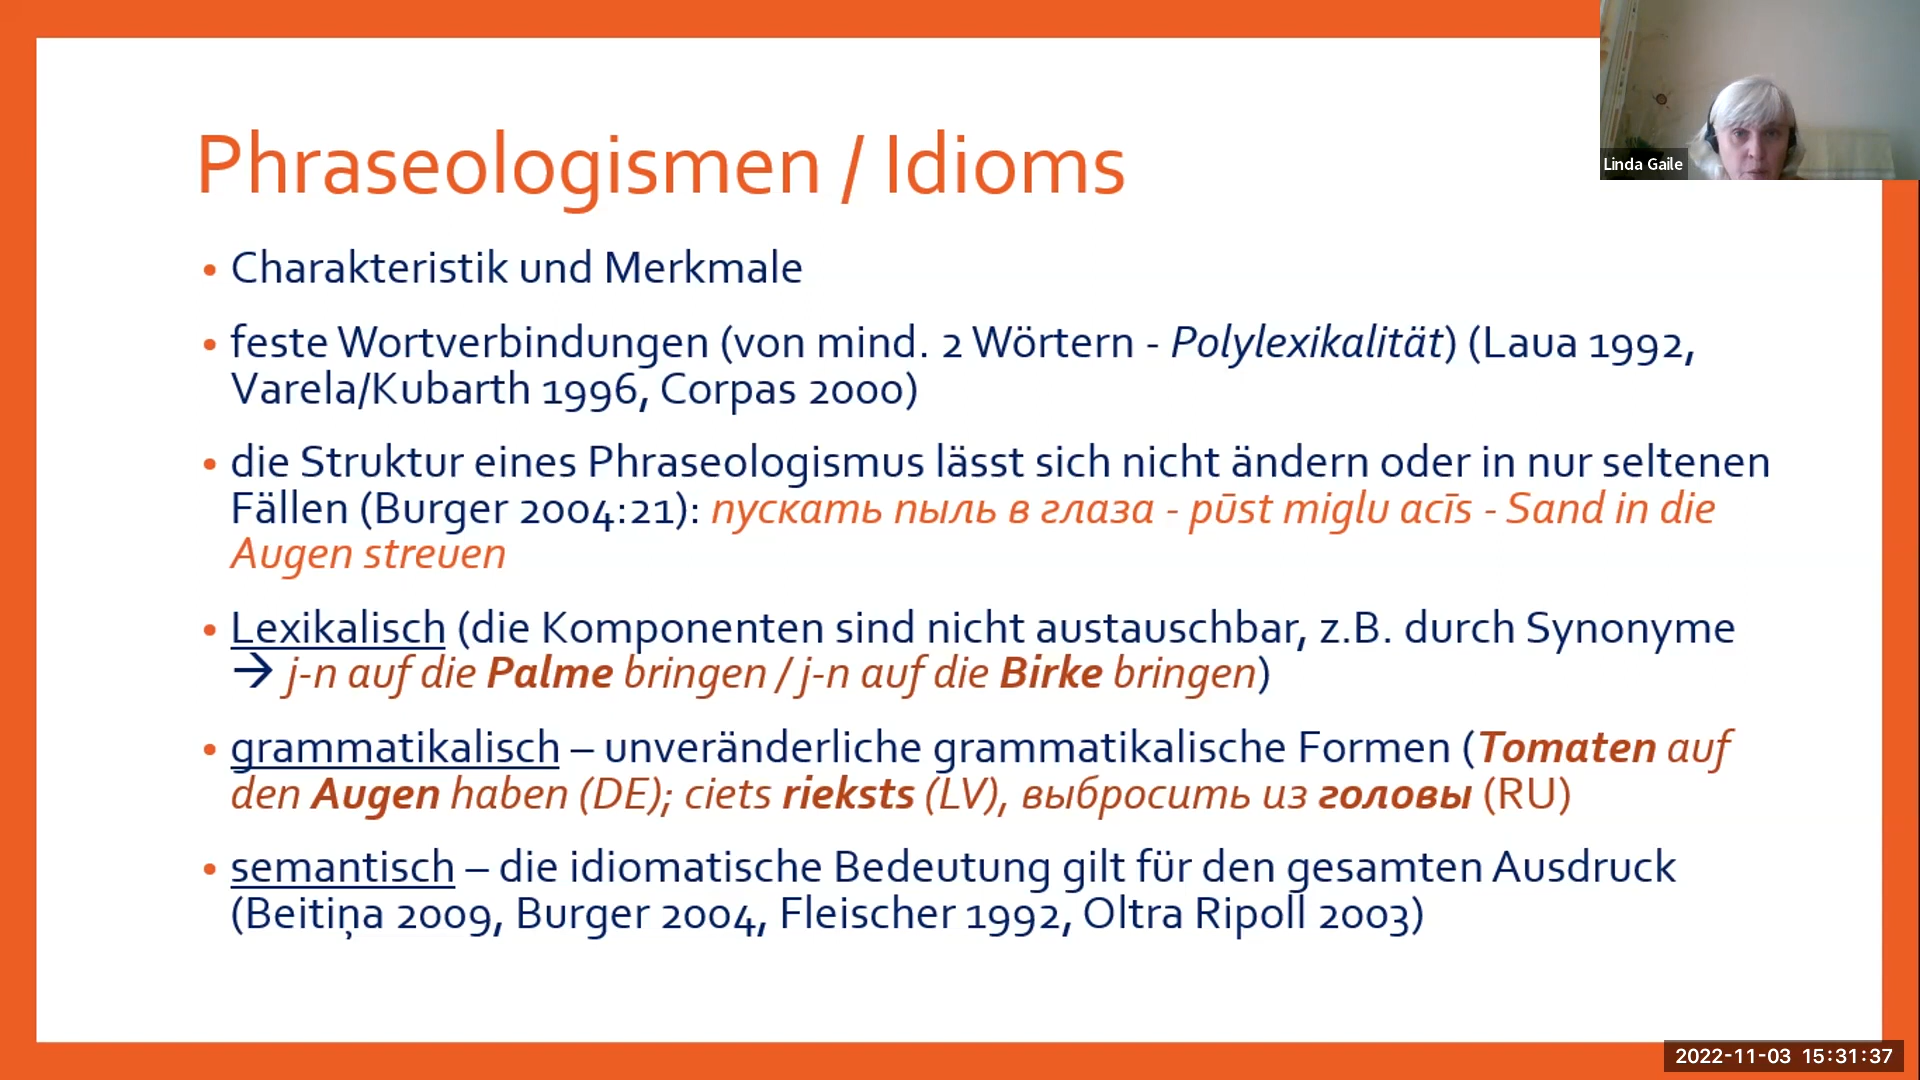 Linda Gaile
Phraseologismen / Idioms
• Charakteristik und Merkmale
• feste Wortverbindungen (von mind. 2 Wörtern - Polylexikalität) (Laua 1992,
Varela/Kubarth 1996, Corpas 2000)
• die Struktur eines Phraseologismus lässt sich nicht ändern oder in nur seltenen
Fällen (Burger 2004:21): пускать пыль в глаза - pūst miglu acīs - Sand in die
Augen streuen
• Lexikalisch (die Komponenten sind nicht austauschbar, z.B. durch Synonyme
→ j-n auf die Palme bringen / j-n auf die Birke bringen)
• grammatikalisch – unveränderliche grammatikalische Formen (Tomaten auf
den Augen haben (DE); ciets rieksts (LV), выбросить из головы (RU)
• semantisch – die idiomatische Bedeutung gilt für den gesamten Ausdruck
(Beitiņa 2009, Burger 2004, Fleischer 1992, Oltra Ripoll 2003)
2022-11-03 15:31:37